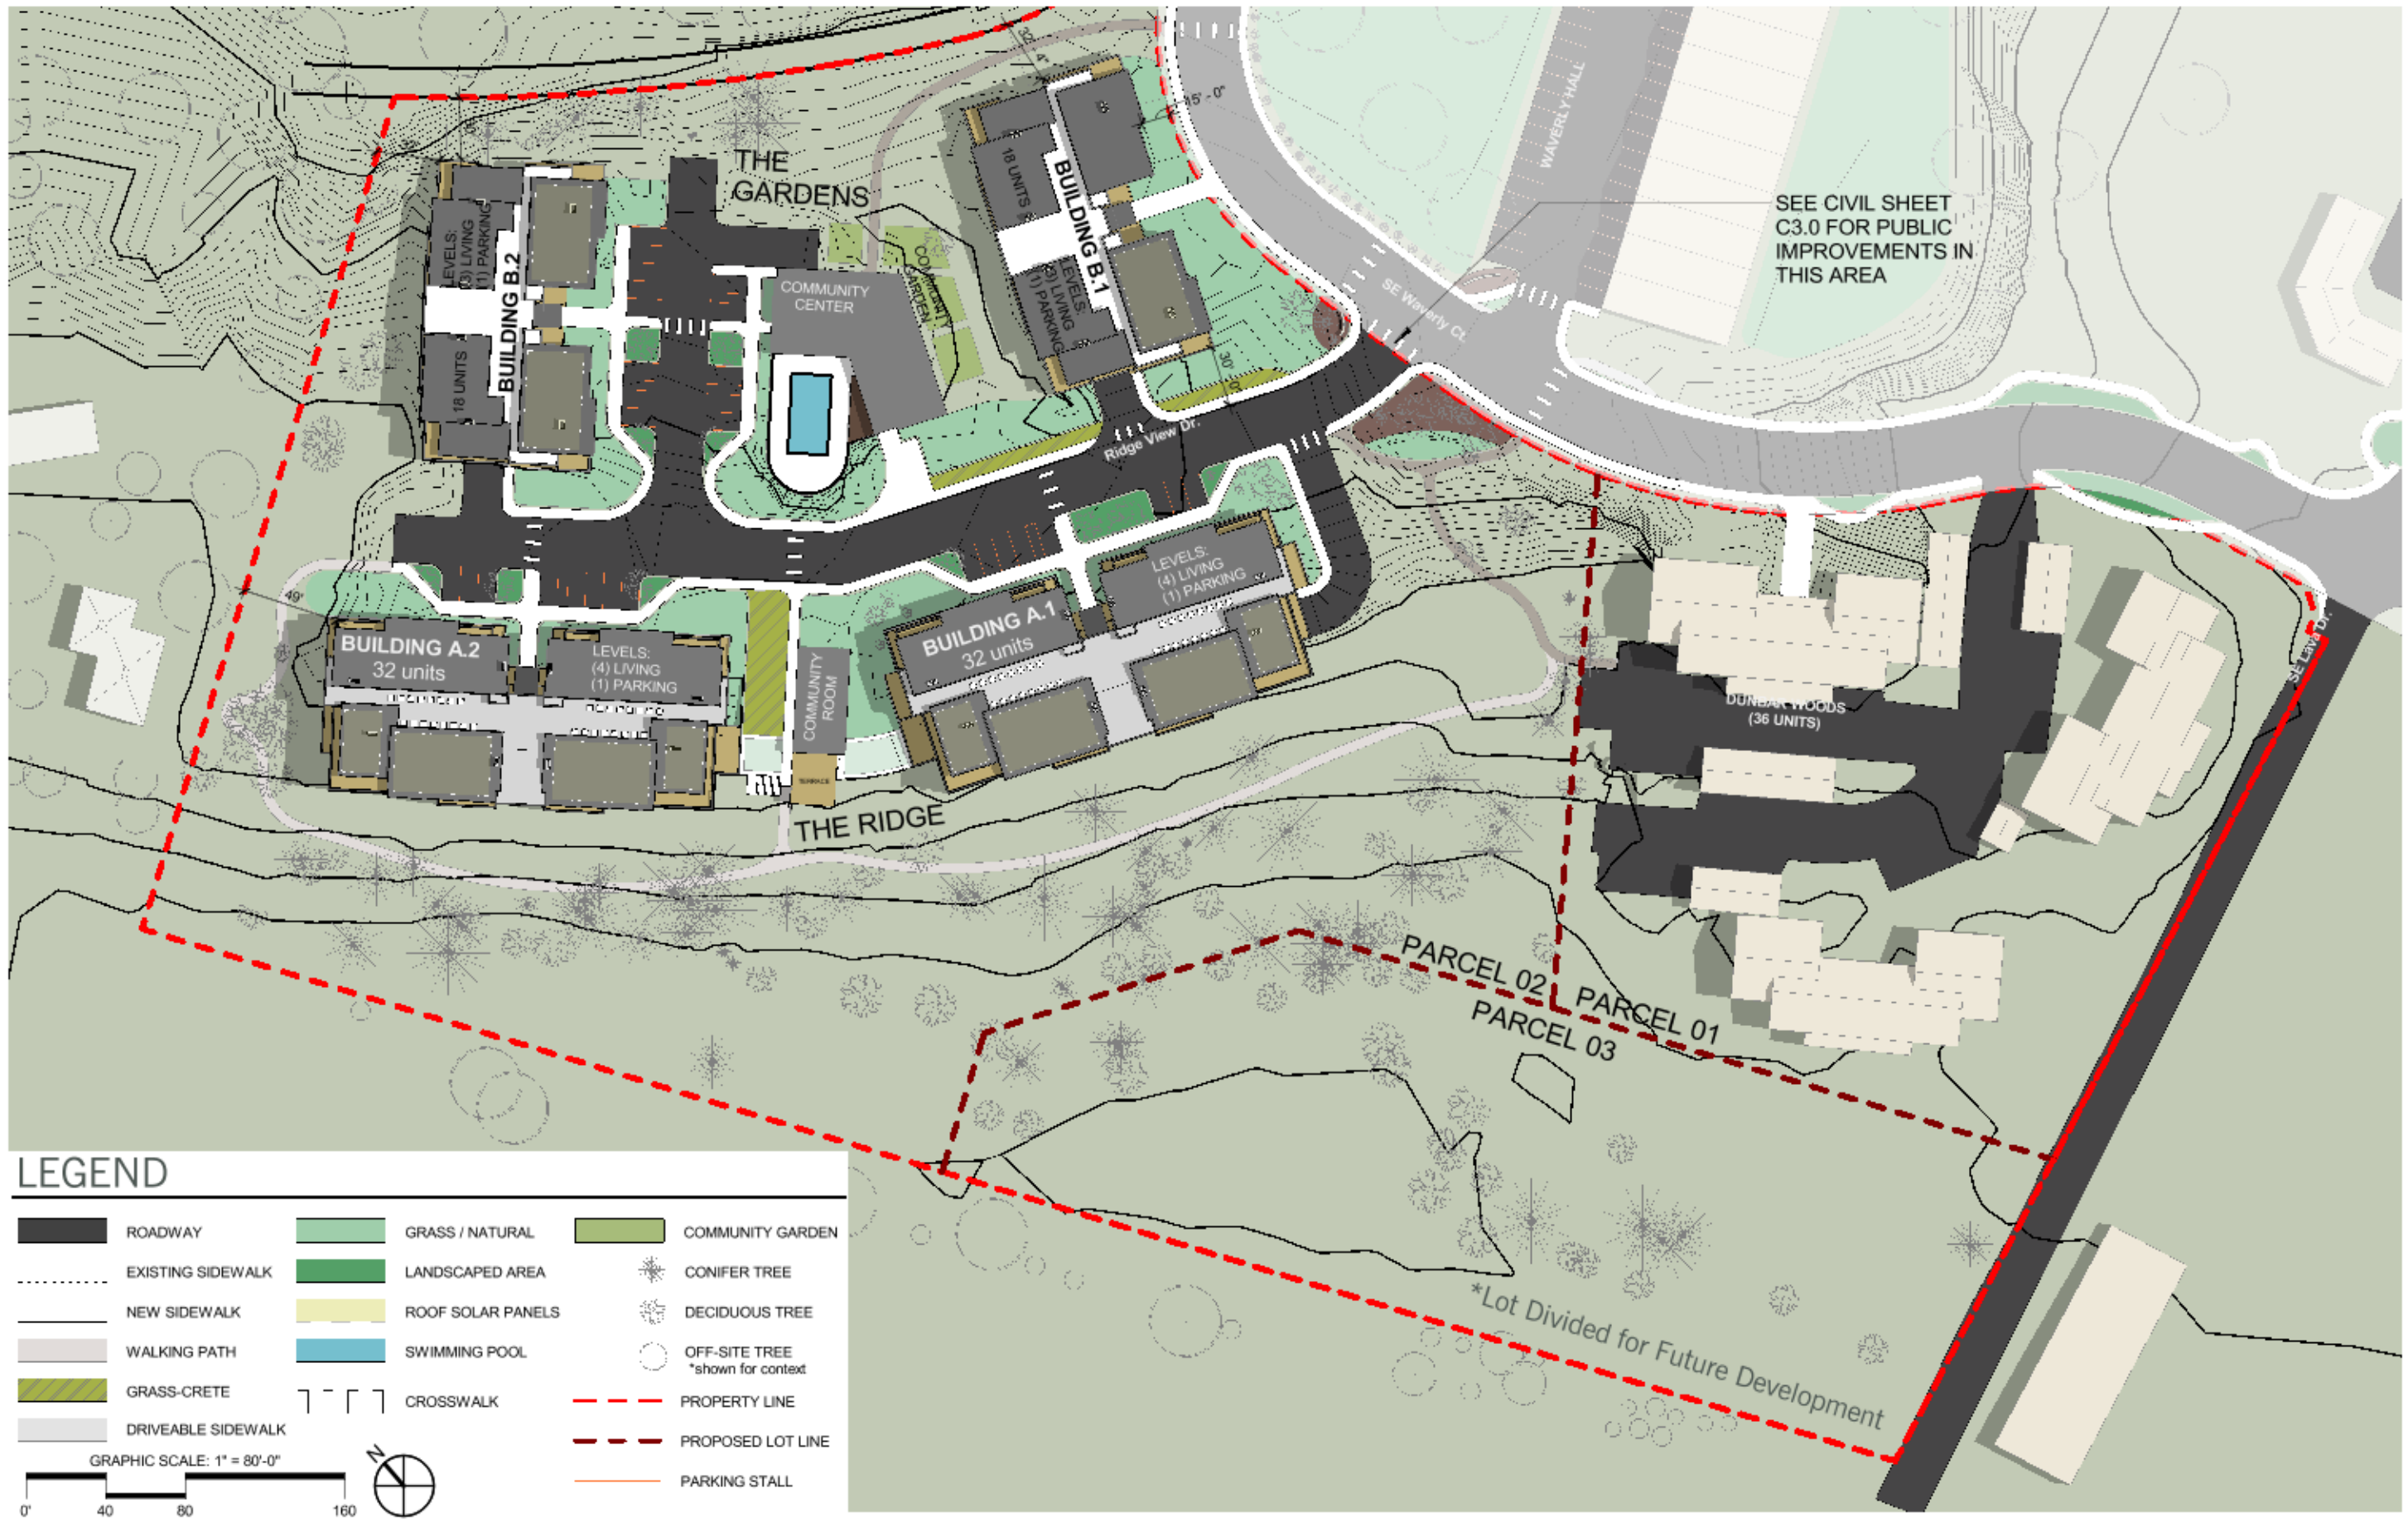 32' - 4"
15' - 0"
WAVERLY HALL
THE
GARDENS
18 UNITS
BUILDING B.1
LEVELS:
(3) LIVING
(1) PARKING
SEE CIVIL SHEET
C3.0 FOR PUBLIC
IMPROVEMENTS IN
THIS AREA
LEVELS:
(3) LIVING
(1) PARKING
BUILDING B.2
18 UNITS
COMMUNITY
CENTER
COMMUNITY
GARDEN
SE Waverly Ct.
30' - 0"
Ridge View Dr.
49'
BUILDING A.2
32 units
LEVELS:
(4) LIVING
(1) PARKING
COMMUNITY
ROOM
TERRACE
BUILDING A.1
32 units
LEVELS:
(4) LIVING
(1) PARKING
DUNBAR WOODS
(36 UNITS)
SE Lava Dr.
THE RIDGE
PARCEL 02
PARCEL 01
PARCEL 03
*Lot Divided for Future Development
LEGEND
ROADWAY
EXISTING SIDEWALK
NEW SIDEWALK
WALKING PATH
GRASS-CRETE
DRIVEABLE SIDEWALK
GRASS / NATURAL
LANDSCAPED AREA
ROOF SOLAR PANELS
SWIMMING POOL
CROSSWALK
COMMUNITY GARDEN
CONIFER TREE
DECIDUOUS TREE
OFF-SITE TREE
*shown for context
PROPERTY LINE
PROPOSED LOT LINE
PARKING STALL
GRAPHIC SCALE: 1" = 80'-0"
0' 40 80 160
N